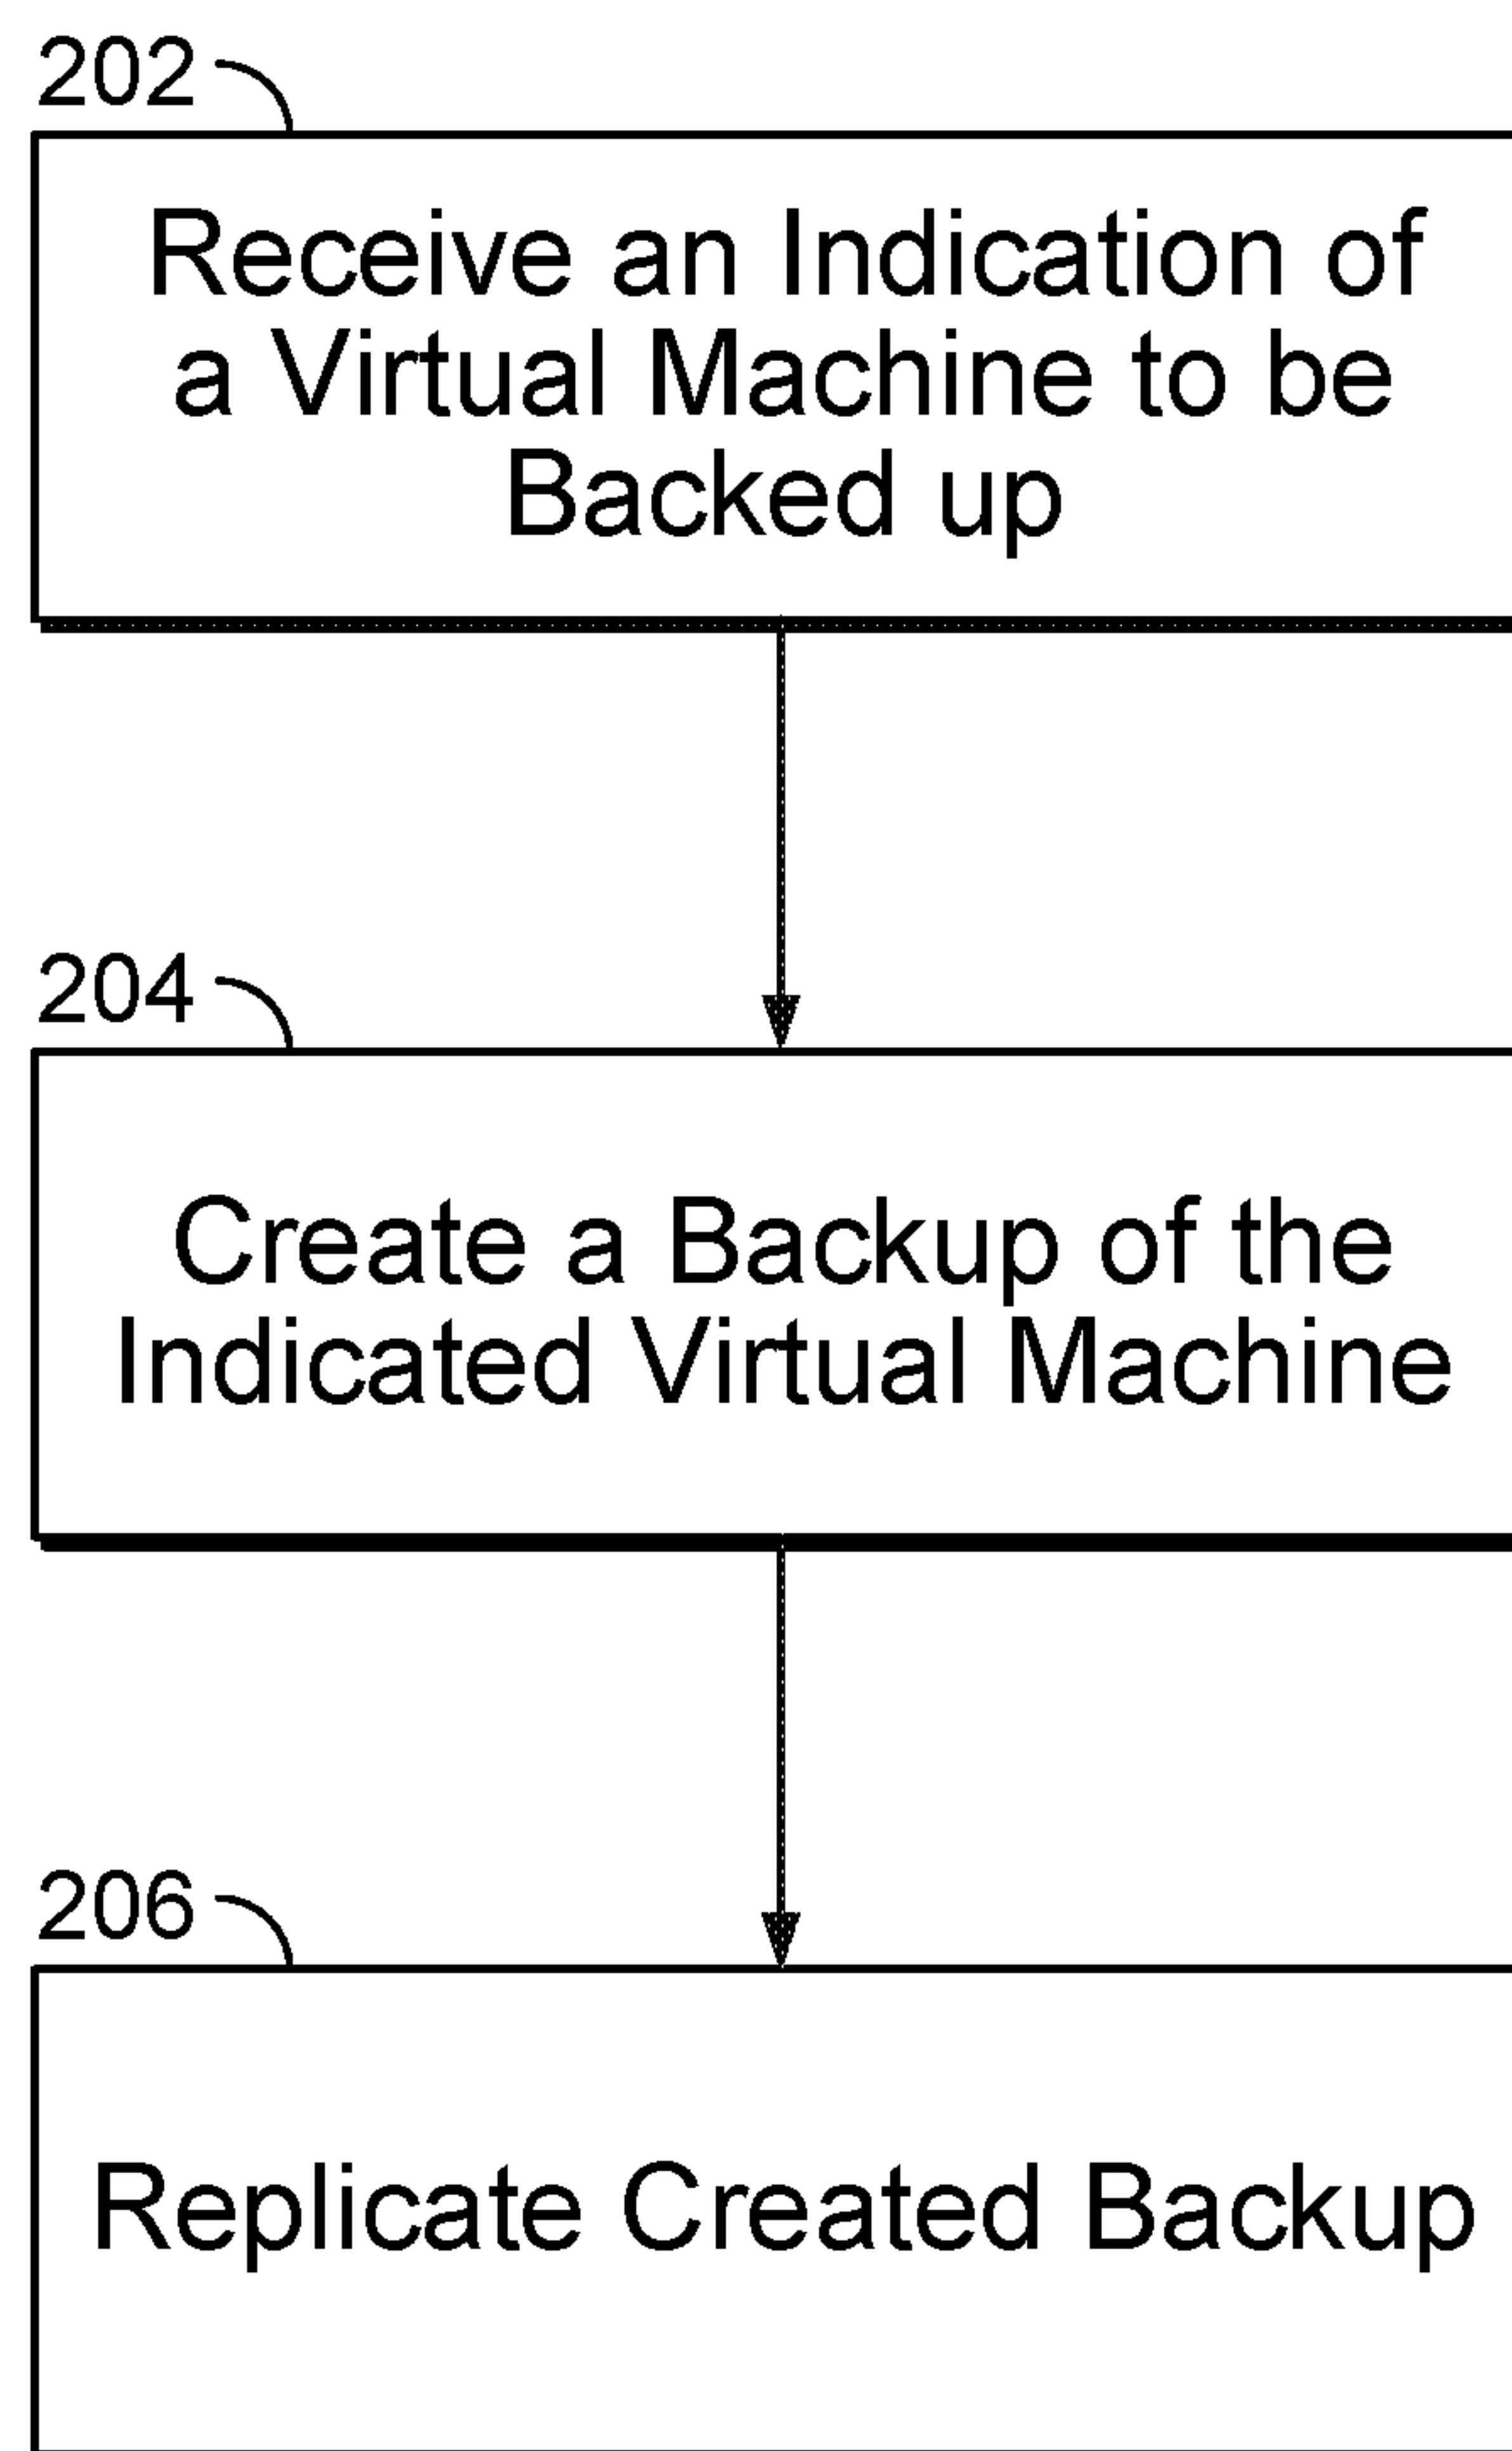 202
Receive an Indication of
a Virtual Machine to be
Backed up
204
Create a Backup of the
Indicated Virtual Machine
206
Replicate Created Backup